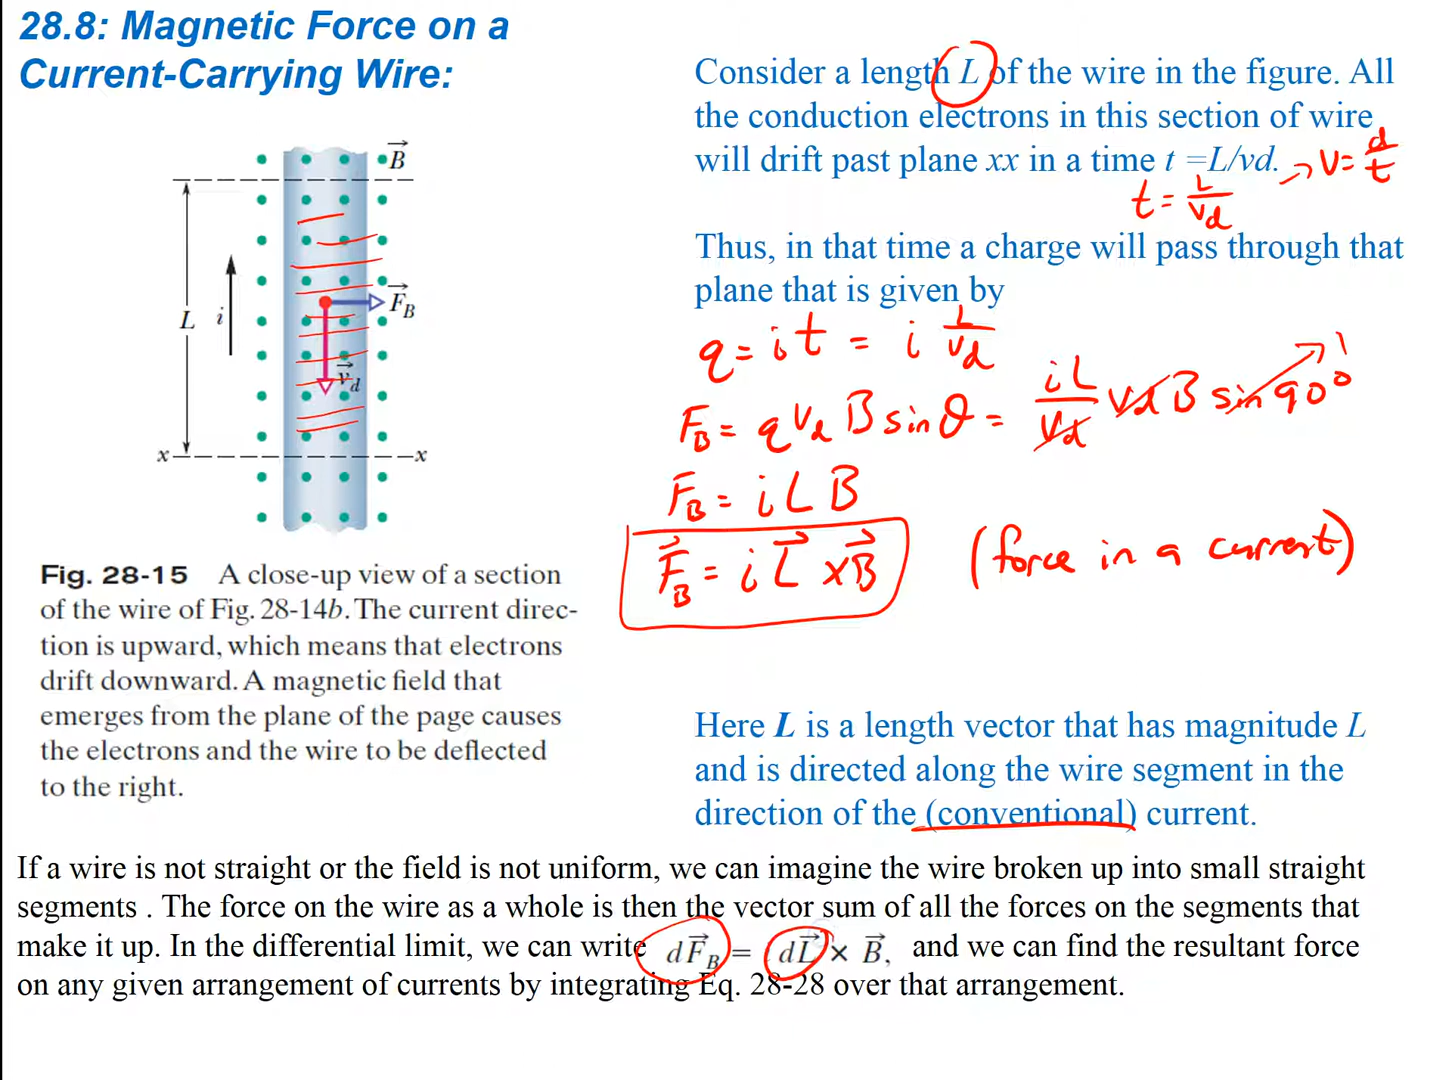 28.8: Magnetic Force on a
Current-Carrying Wire:
B
L
i
F_B
v_d
x
x
Fig. 28-15 A close-up view of a section
of the wire of Fig. 28-14b. The current direc-
tion is upward, which means that electrons
drift downward. A magnetic field that
emerges from the plane of the page causes
the electrons and the wire to be deflected
to the right.
Consider a length L of the wire in the figure. All
the conduction electrons in this section of wire
will drift past plane xx in a time t =L/vd. → v = d/t
t = L/v_d
Thus, in that time a charge will pass through that
plane that is given by
q = it = i L/v_d
F_B = q v_d B sin θ = iL/v_d v_d B sin 90° 1
F_B = i L B
F⃗_B = i L⃗ × B⃗ (force in a current)
Here L is a length vector that has magnitude L
and is directed along the wire segment in the
direction of the (conventional) current.
If a wire is not straight or the field is not uniform, we can imagine the wire broken up into small straight
segments . The force on the wire as a whole is then the vector sum of all the forces on the segments that
make it up. In the differential limit, we can write dF⃗_B = dL⃗ × B⃗, and we can find the resultant force
on any given arrangement of currents by integrating Eq. 28-28 over that arrangement.